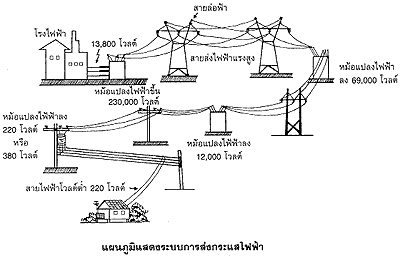 สายล่อฟ้า
โรงไฟฟ้า
13,800 โวลต์
สายส่งไฟฟ้าแรงสูง
หม้อแปลงไฟฟ้าขึ้น
230,000 โวลต์
หม้อแปลงไฟฟ้า
ลง 69,000 โวลต์
หม้อแปลงไฟฟ้าลง
220 โวลต์
หรือ
380 โวลต์
หม้อแปลงไฟฟ้าลง
12,000 โวลต์
สายไฟฟ้าโวลต์ต่ำ 220 โวลต์
แผนภูมิแสดงระบบการส่งกระแสไฟฟ้า